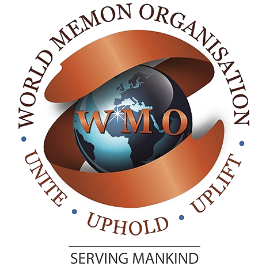 WORLD MEMON ORGANISATION
WMO
• UNITE • UPHOLD • UPLIFT •
SERVING MANKIND